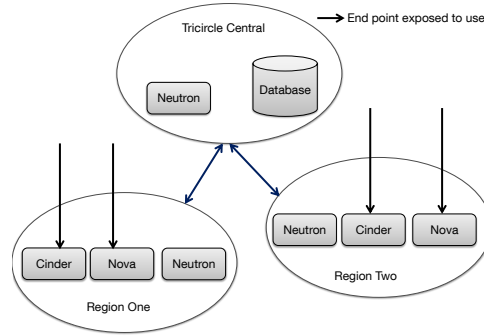 End point exposed to use
Tricircle Central
Neutron
Database
Neutron
Cinder
Nova
Region Two
Cinder
Nova
Neutron
Region One